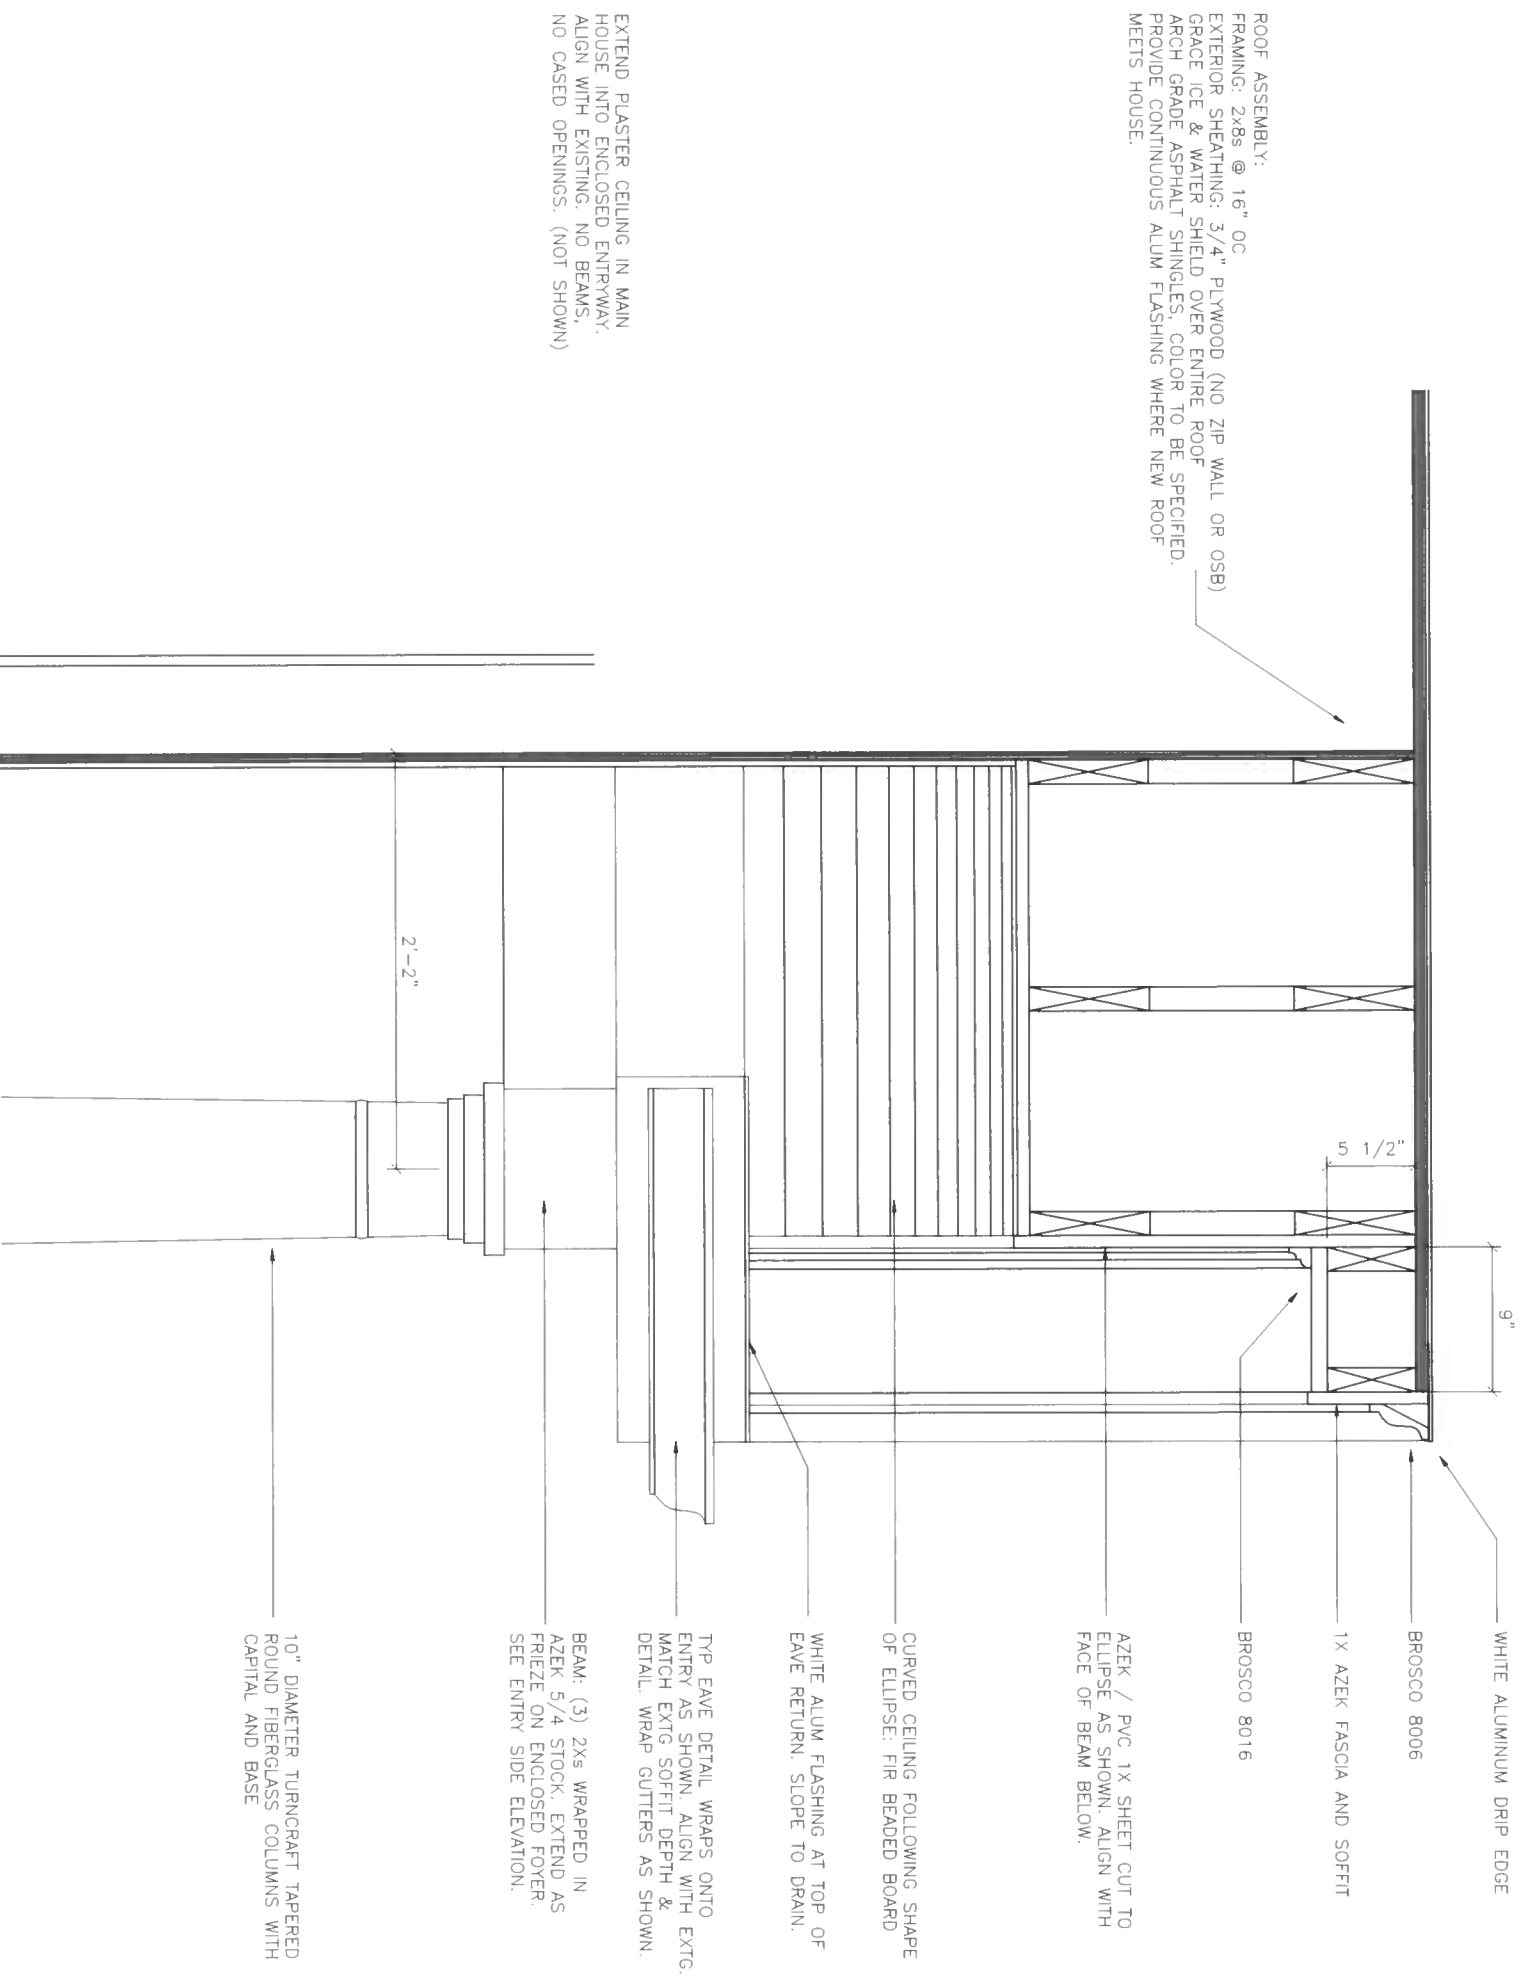 ROOF ASSEMBLY:
FRAMING: 2x8s @ 16" OC
EXTERIOR SHEATHING: 3/4" PLYWOOD (NO ZIP WALL OR OSB)
GRACE ICE & WATER SHIELD OVER ENTIRE ROOF
ARCH GRADE ASPHALT SHINGLES, COLOR TO BE SPECIFIED.
PROVIDE CONTINUOUS ALUM FLASHING WHERE NEW ROOF
MEETS HOUSE.
EXTEND PLASTER CEILING IN MAIN
HOUSE INTO ENCLOSED ENTRYWAY.
ALIGN WITH EXISTING. NO BEAMS,
NO CASED OPENINGS. (NOT SHOWN)
9"
5 1/2"
2'-2"
WHITE ALUMINUM DRIP EDGE
BROSCO 8006
1X AZEK FASCIA AND SOFFIT
BROSCO 8016
AZEK / PVC 1X SHEET CUT TO
ELLIPSE AS SHOWN. ALIGN WITH
FACE OF BEAM BELOW.
CURVED CEILING FOLLOWING SHAPE
OF ELLIPSE: FIR BEADED BOARD
WHITE ALUM FLASHING AT TOP OF
EAVE RETURN. SLOPE TO DRAIN.
TYP EAVE DETAIL WRAPS ONTO
ENTRY AS SHOWN. ALIGN WITH EXTG.
MATCH EXTG SOFFIT DEPTH &
DETAIL. WRAP GUTTERS AS SHOWN.
BEAM: (3) 2Xs WRAPPED IN
AZEK 5/4 STOCK. EXTEND AS
FRIEZE ON ENCLOSED FOYER.
SEE ENTRY SIDE ELEVATION.
10" DIAMETER TURNCRAFT TAPERED
ROUND FIBERGLASS COLUMNS WITH
CAPITAL AND BASE